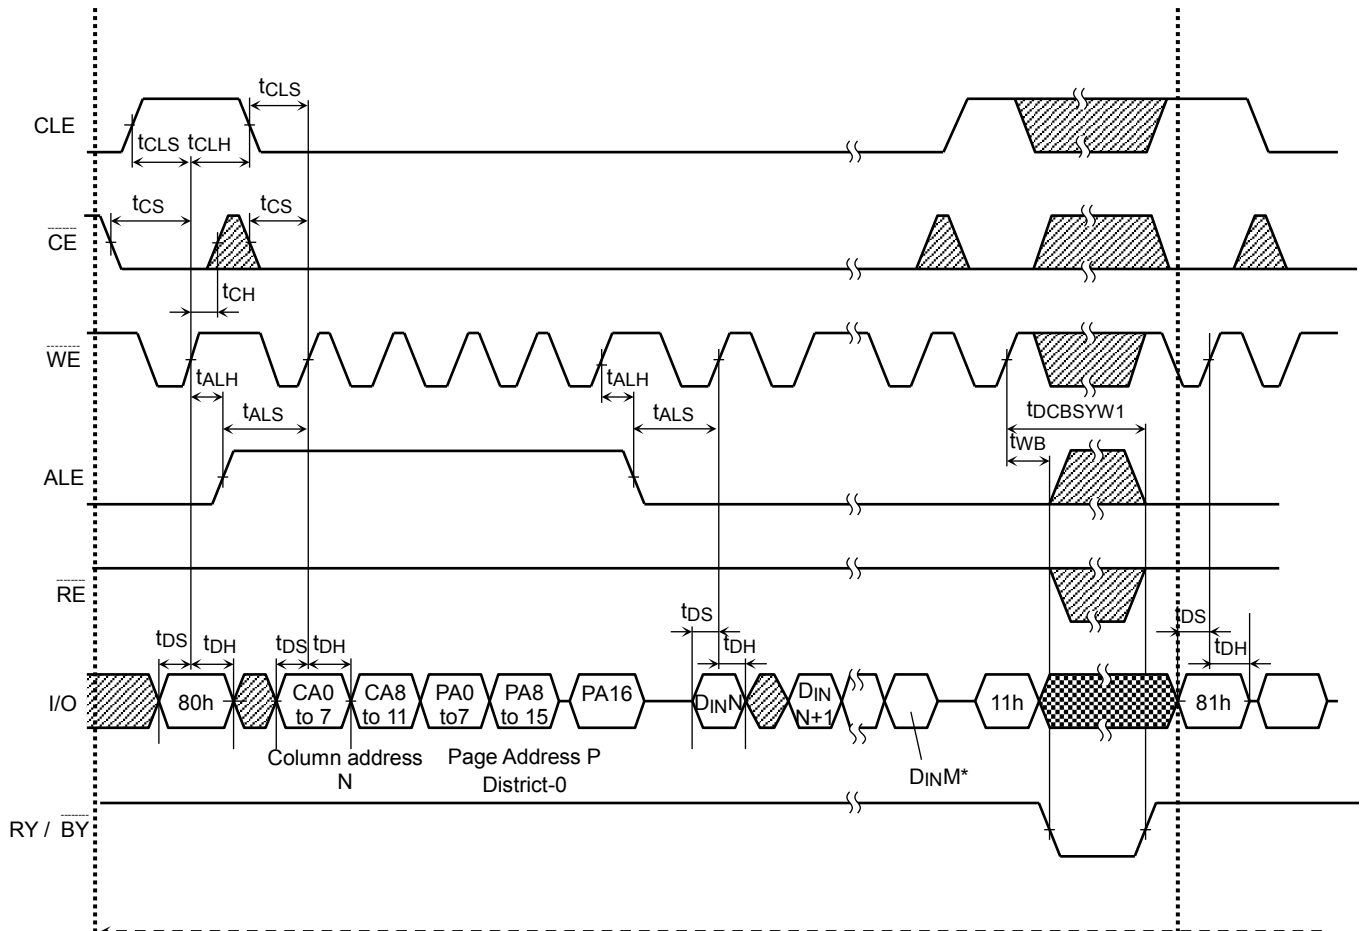 tCLS
CLE
tCLS tCLH
tCS tCS
CE
tCH
WE
tALH tALH
tALS tALS
tDCBSYW1
tWB
ALE
RE
tDS tDH tDS tDH tDS tDH tDS tDH
I/O
80h
CA0 to 7
CA8 to 11
PA0 to7
PA8 to 15
PA16
DINN
DIN N+1
11h
81h
Column address N
Page Address P
District-0
DINM*
RY / BY